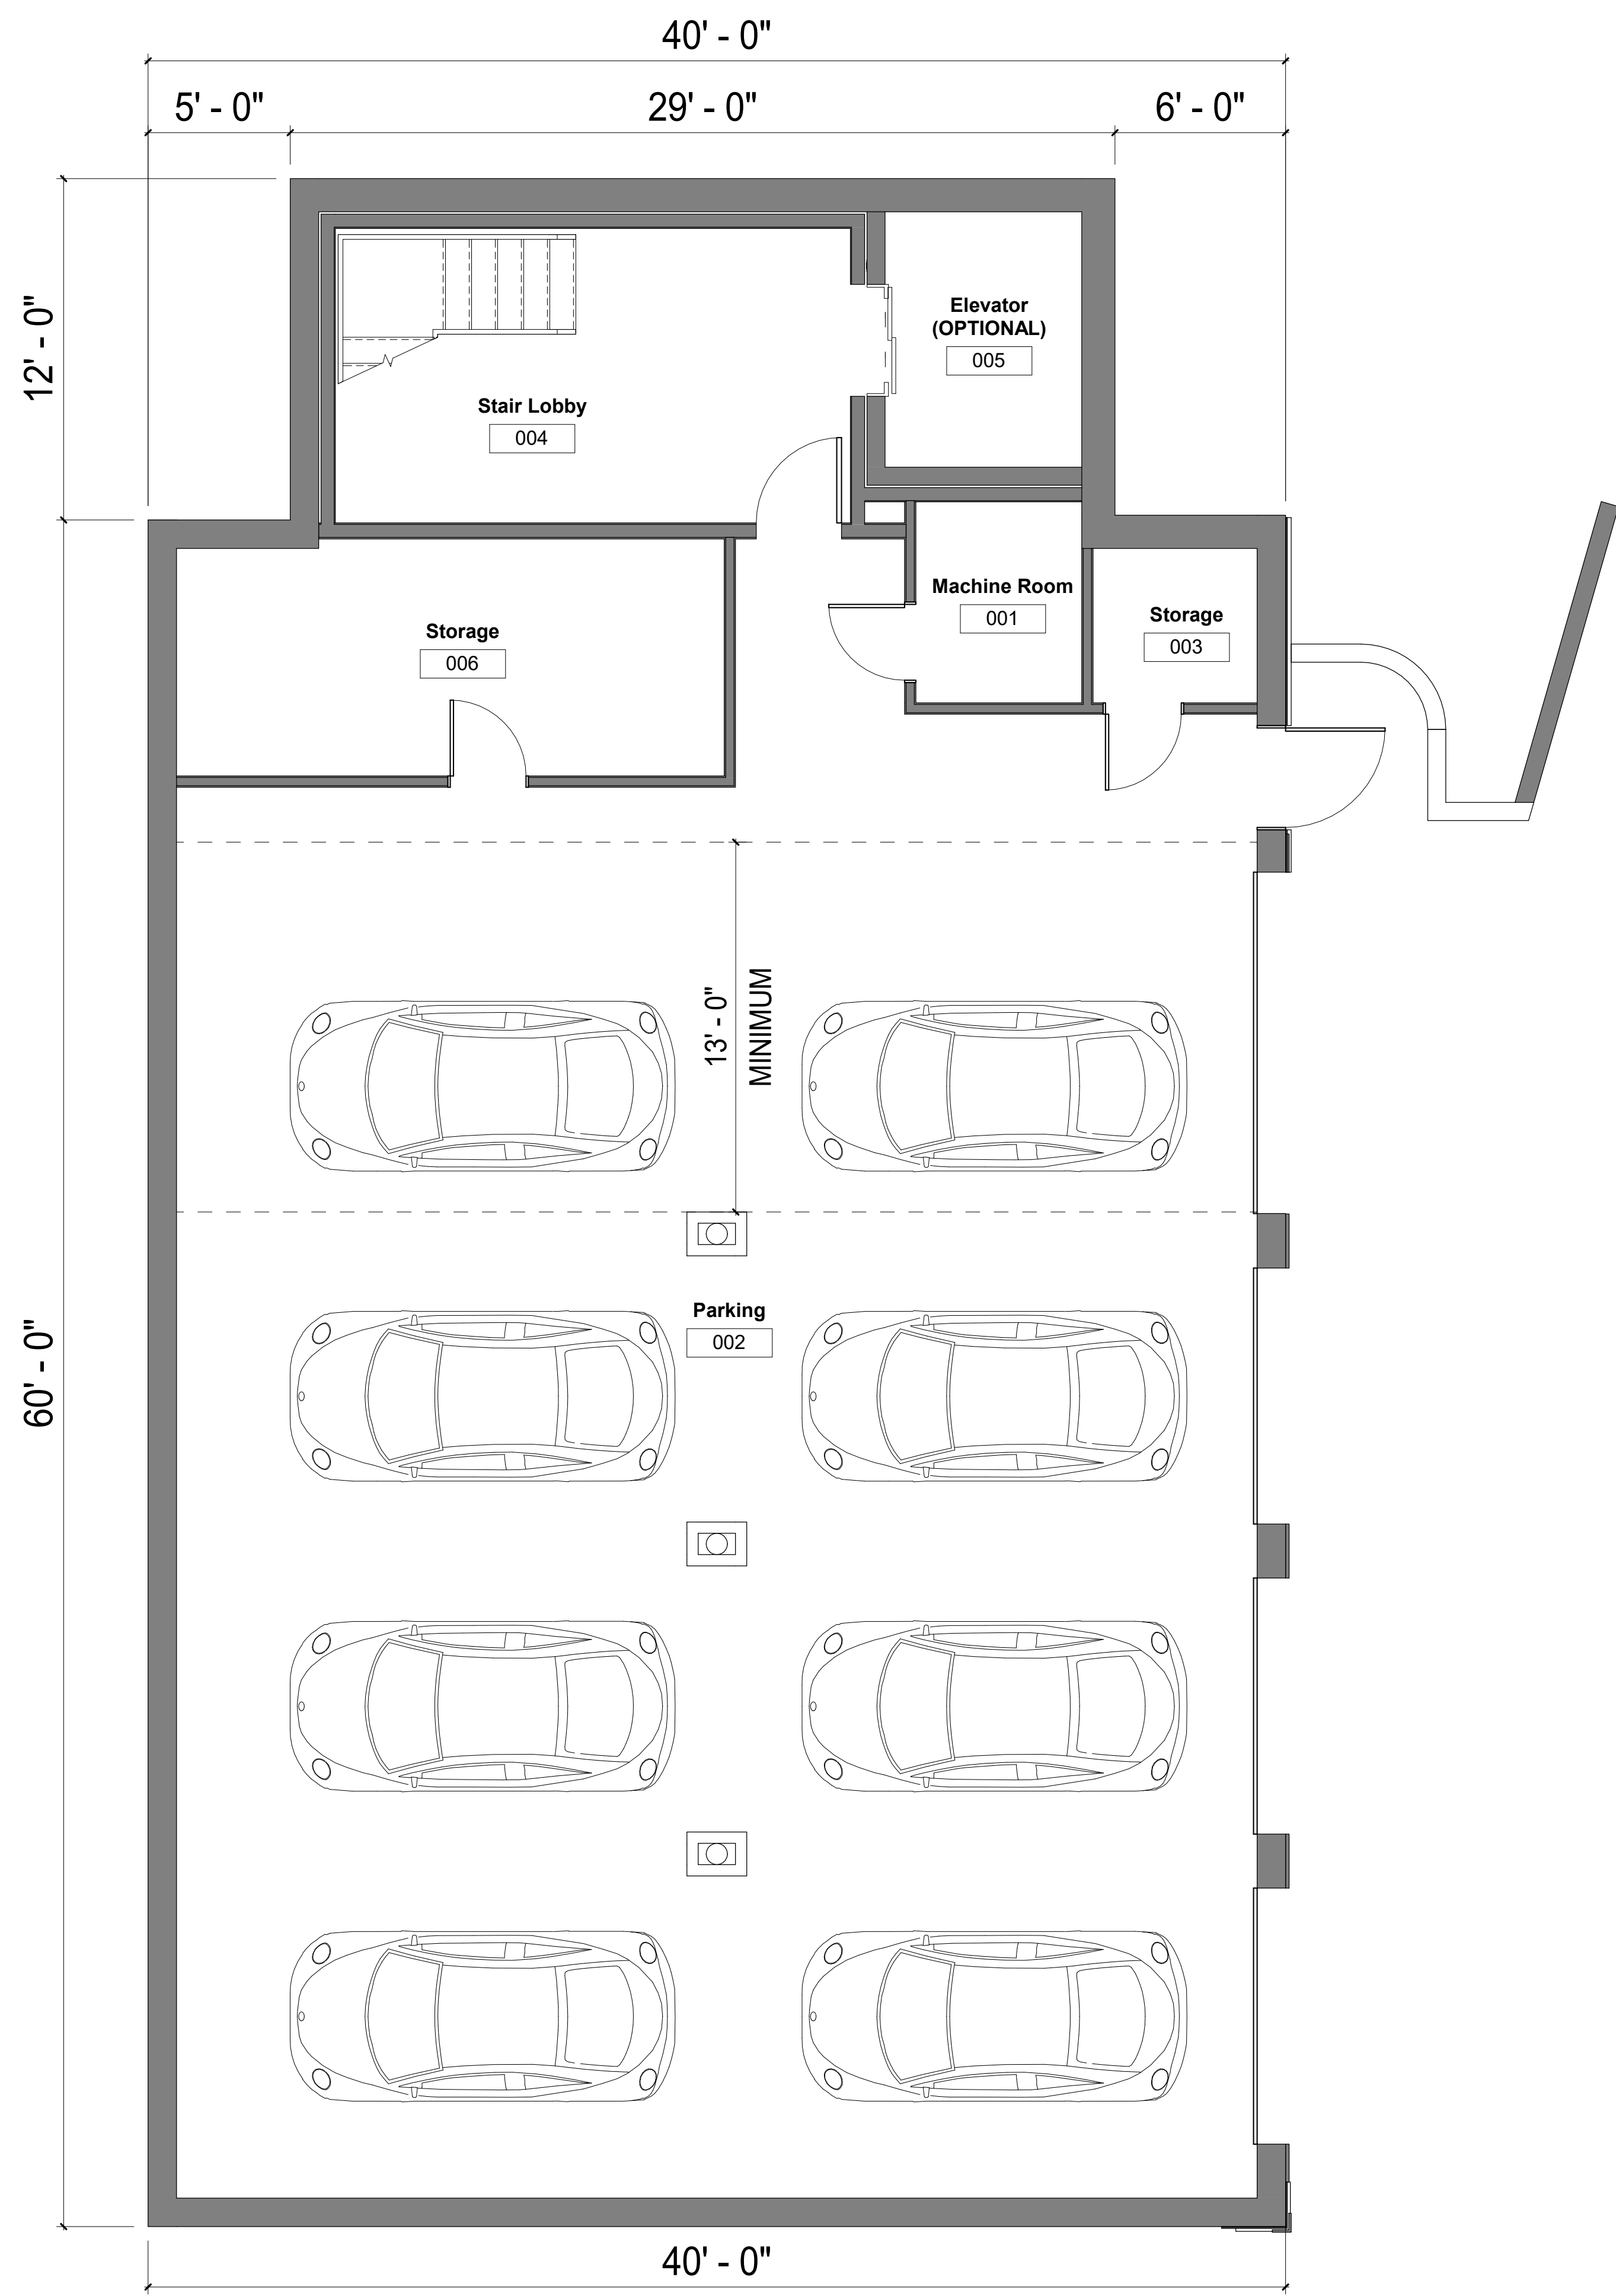 40' - 0"
5' - 0"
29' - 0"
6' - 0"
12' - 0"
Elevator
(OPTIONAL)
005
Stair Lobby
004
Machine Room
001
Storage
003
Storage
006
13' - 0"
MINIMUM
Parking
002
60' - 0"
40' - 0"